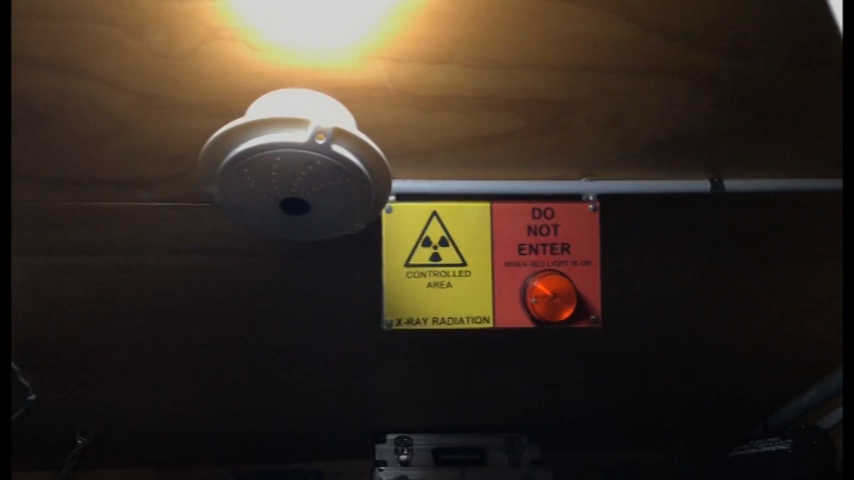 CONTROLLED
AREA
X-RAY RADIATION
DO
NOT
ENTER
WHEN RED LIGHT IS ON